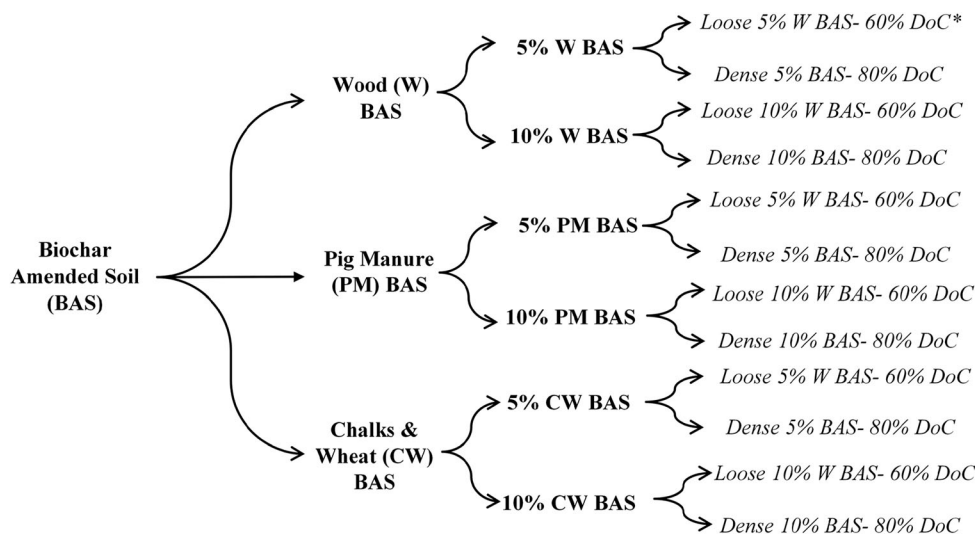 Biochar
Amended Soil
(BAS)
Wood (W)
BAS
5% W BAS
Loose 5% W BAS- 60% DoC*
Dense 5% BAS- 80% DoC
10% W BAS
Loose 10% W BAS- 60% DoC
Dense 10% BAS- 80% DoC
Pig Manure
(PM) BAS
5% PM BAS
Loose 5% W BAS- 60% DoC
Dense 5% BAS- 80% DoC
10% PM BAS
Loose 10% W BAS- 60% DoC
Dense 10% BAS- 80% DoC
Chalks &
Wheat (CW)
BAS
5% CW BAS
Loose 5% W BAS- 60% DoC
Dense 5% BAS- 80% DoC
10% CW BAS
Loose 10% W BAS- 60% DoC
Dense 10% BAS- 80% DoC